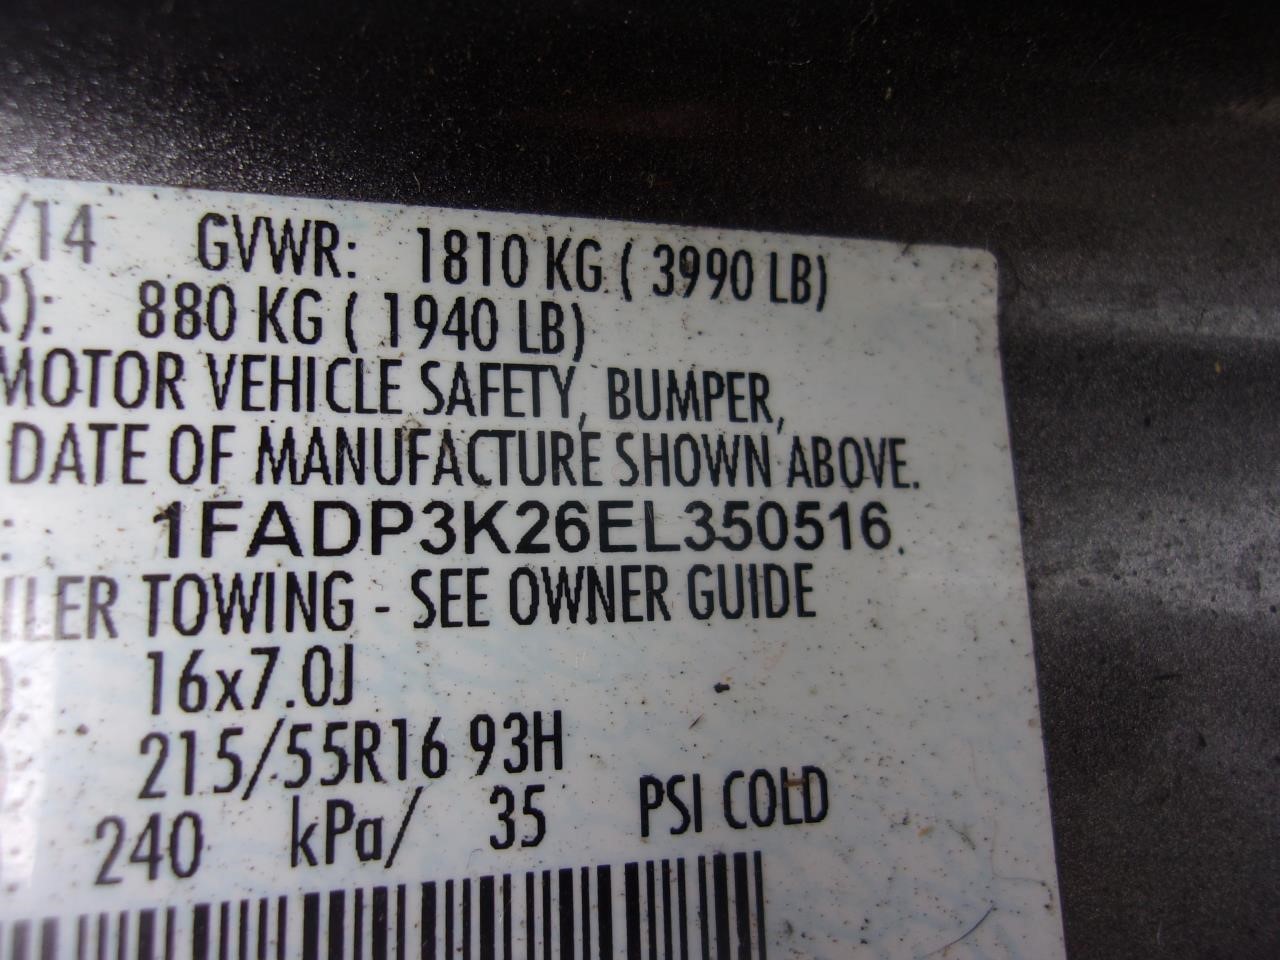 /14 GVWR: 1810 KG ( 3990 LB)
R): 880 KG ( 1940 LB)
MOTOR VEHICLE SAFETY, BUMPER,
DATE OF MANUFACTURE SHOWN ABOVE.
: 1FADP3K26EL350516
ILER TOWING - SEE OWNER GUIDE
16x7.0J
215/55R16 93H
240 kPa/ 35 PSI COLD